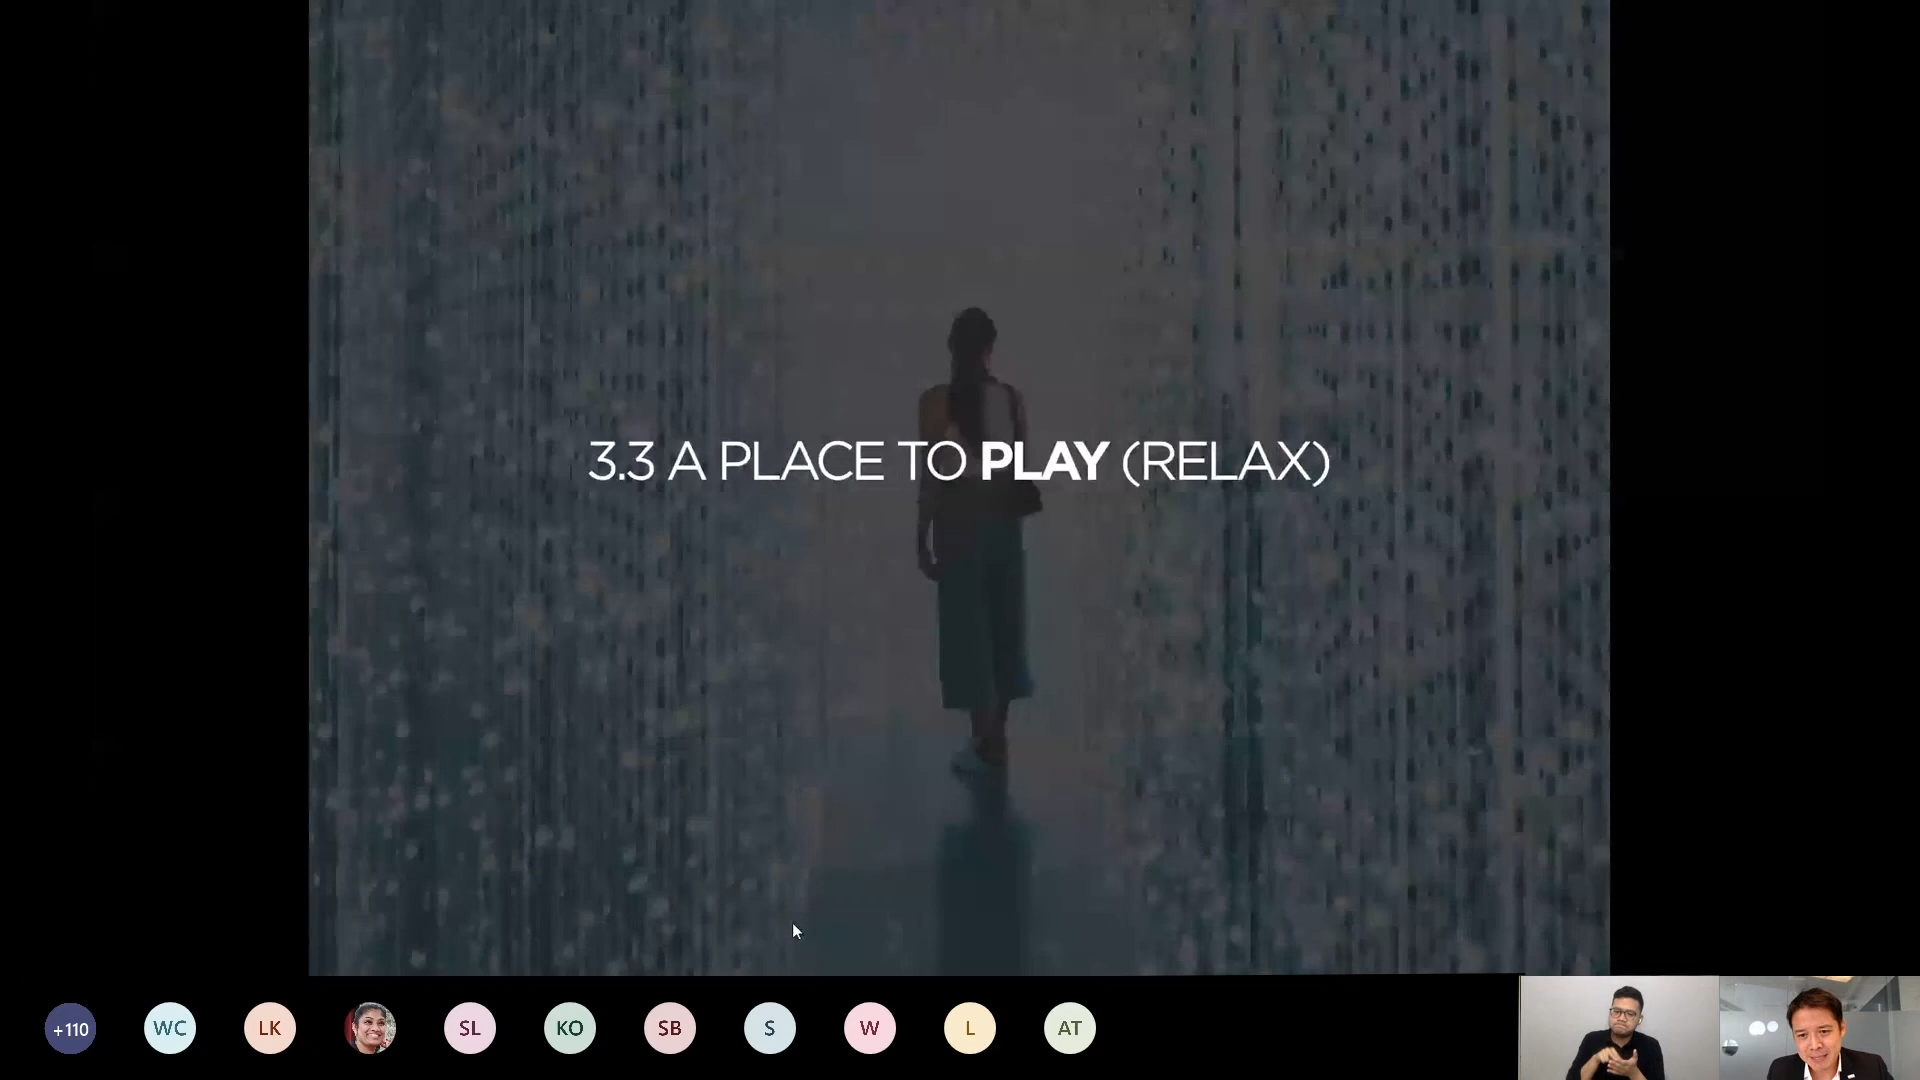 3.3 A PLACE TO PLAY (RELAX)
+110
WC
LK
SL
KO
SB
S
W
L
AT